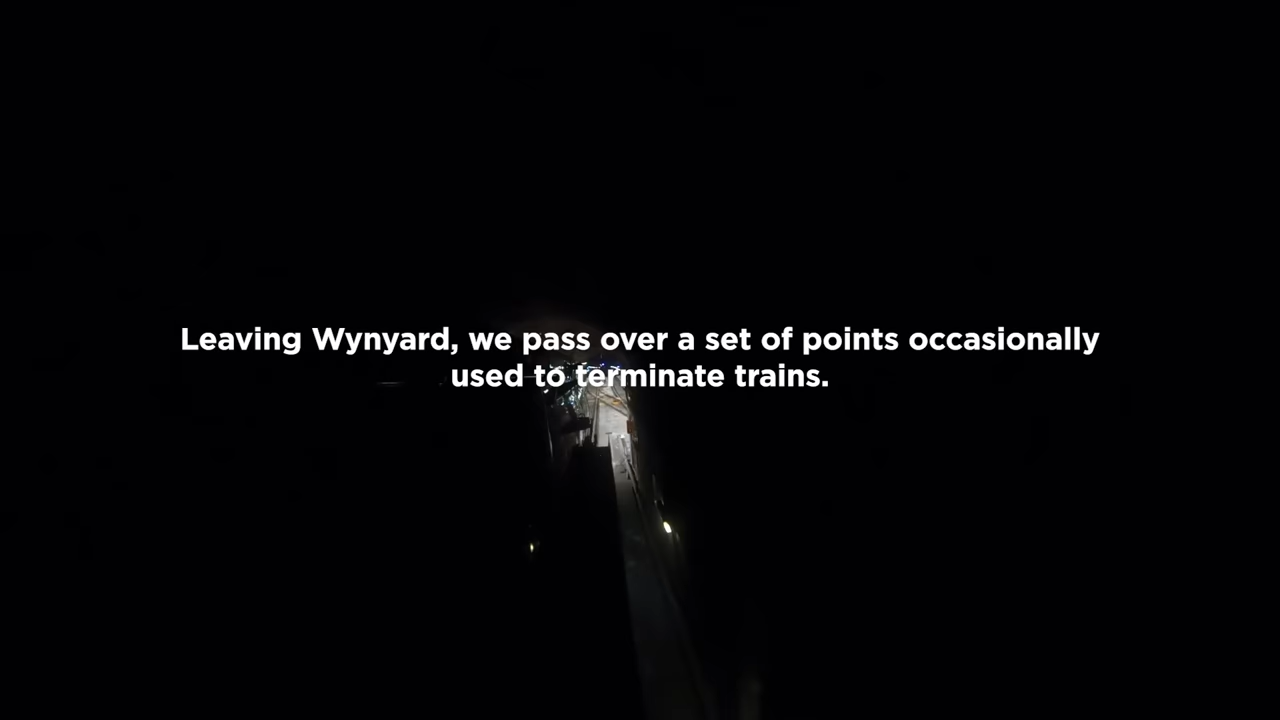 Leaving Wynyard, we pass over a set of points occasionally
used to terminate trains.